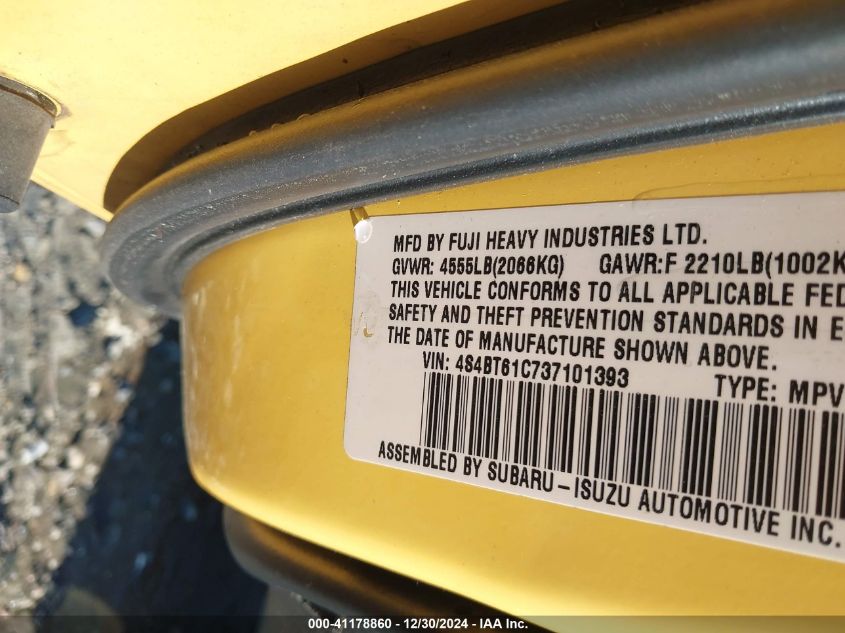 MFD BY FUJI HEAVY INDUSTRIES LTD.
GVWR: 4555LB(2066KG) GAWR:F 2210LB(1002K
THIS VEHICLE CONFORMS TO ALL APPLICABLE FED
SAFETY AND THEFT PREVENTION STANDARDS IN E
THE DATE OF MANUFACTURE SHOWN ABOVE.
VIN: 4S4BT61C737101393 TYPE: MPV
ASSEMBLED BY SUBARU-ISUZU AUTOMOTIVE INC.
000-41178860 - 12/30/2024 - IAA Inc.